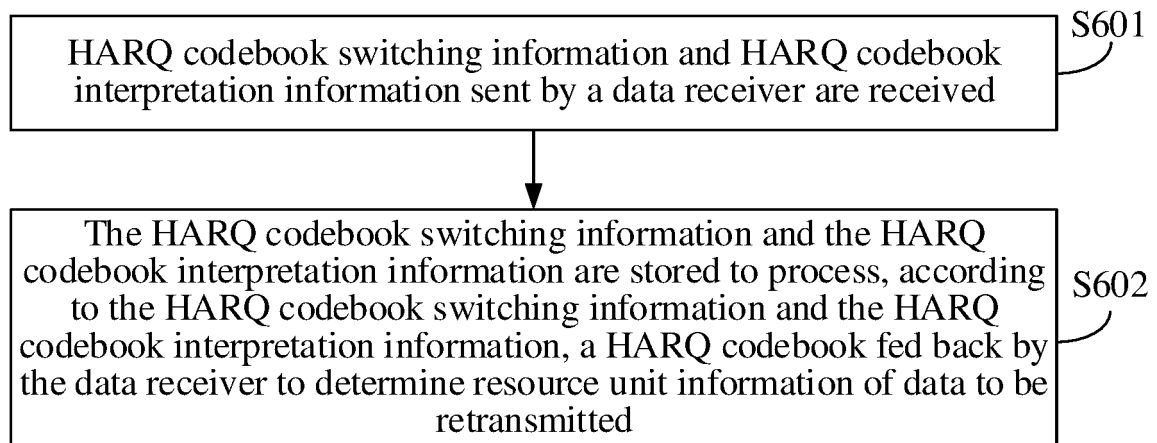 S601
HARQ codebook switching information and HARQ codebook
interpretation information sent by a data receiver are received
The HARQ codebook switching information and the HARQ
codebook interpretation information are stored to process, according
to the HARQ codebook switching information and the HARQ
codebook interpretation information, a HARQ codebook fed back by
the data receiver to determine resource unit information of data to be
retransmitted
S602